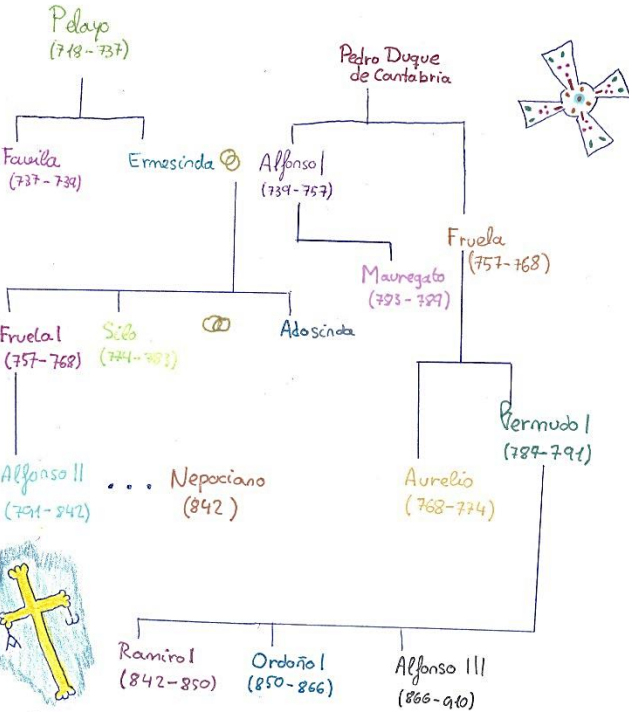 Pelayo
(718-737)
Pedro Duque
de Cantabria
Favila
(737-739)
Ermesinda
Alfonso I
(739-757)
Fruela
(757-768)
Mauregato
(783-789)
Fruela I
(757-768)
Silo
(774-783)
Adosinda
Bermudo I
(789-791)
Alfonso II
(791-842)
...
Nepociano
(842)
Aurelio
(768-774)
Ramiro I
(842-850)
Ordoño I
(850-866)
Alfonso III
(866-910)